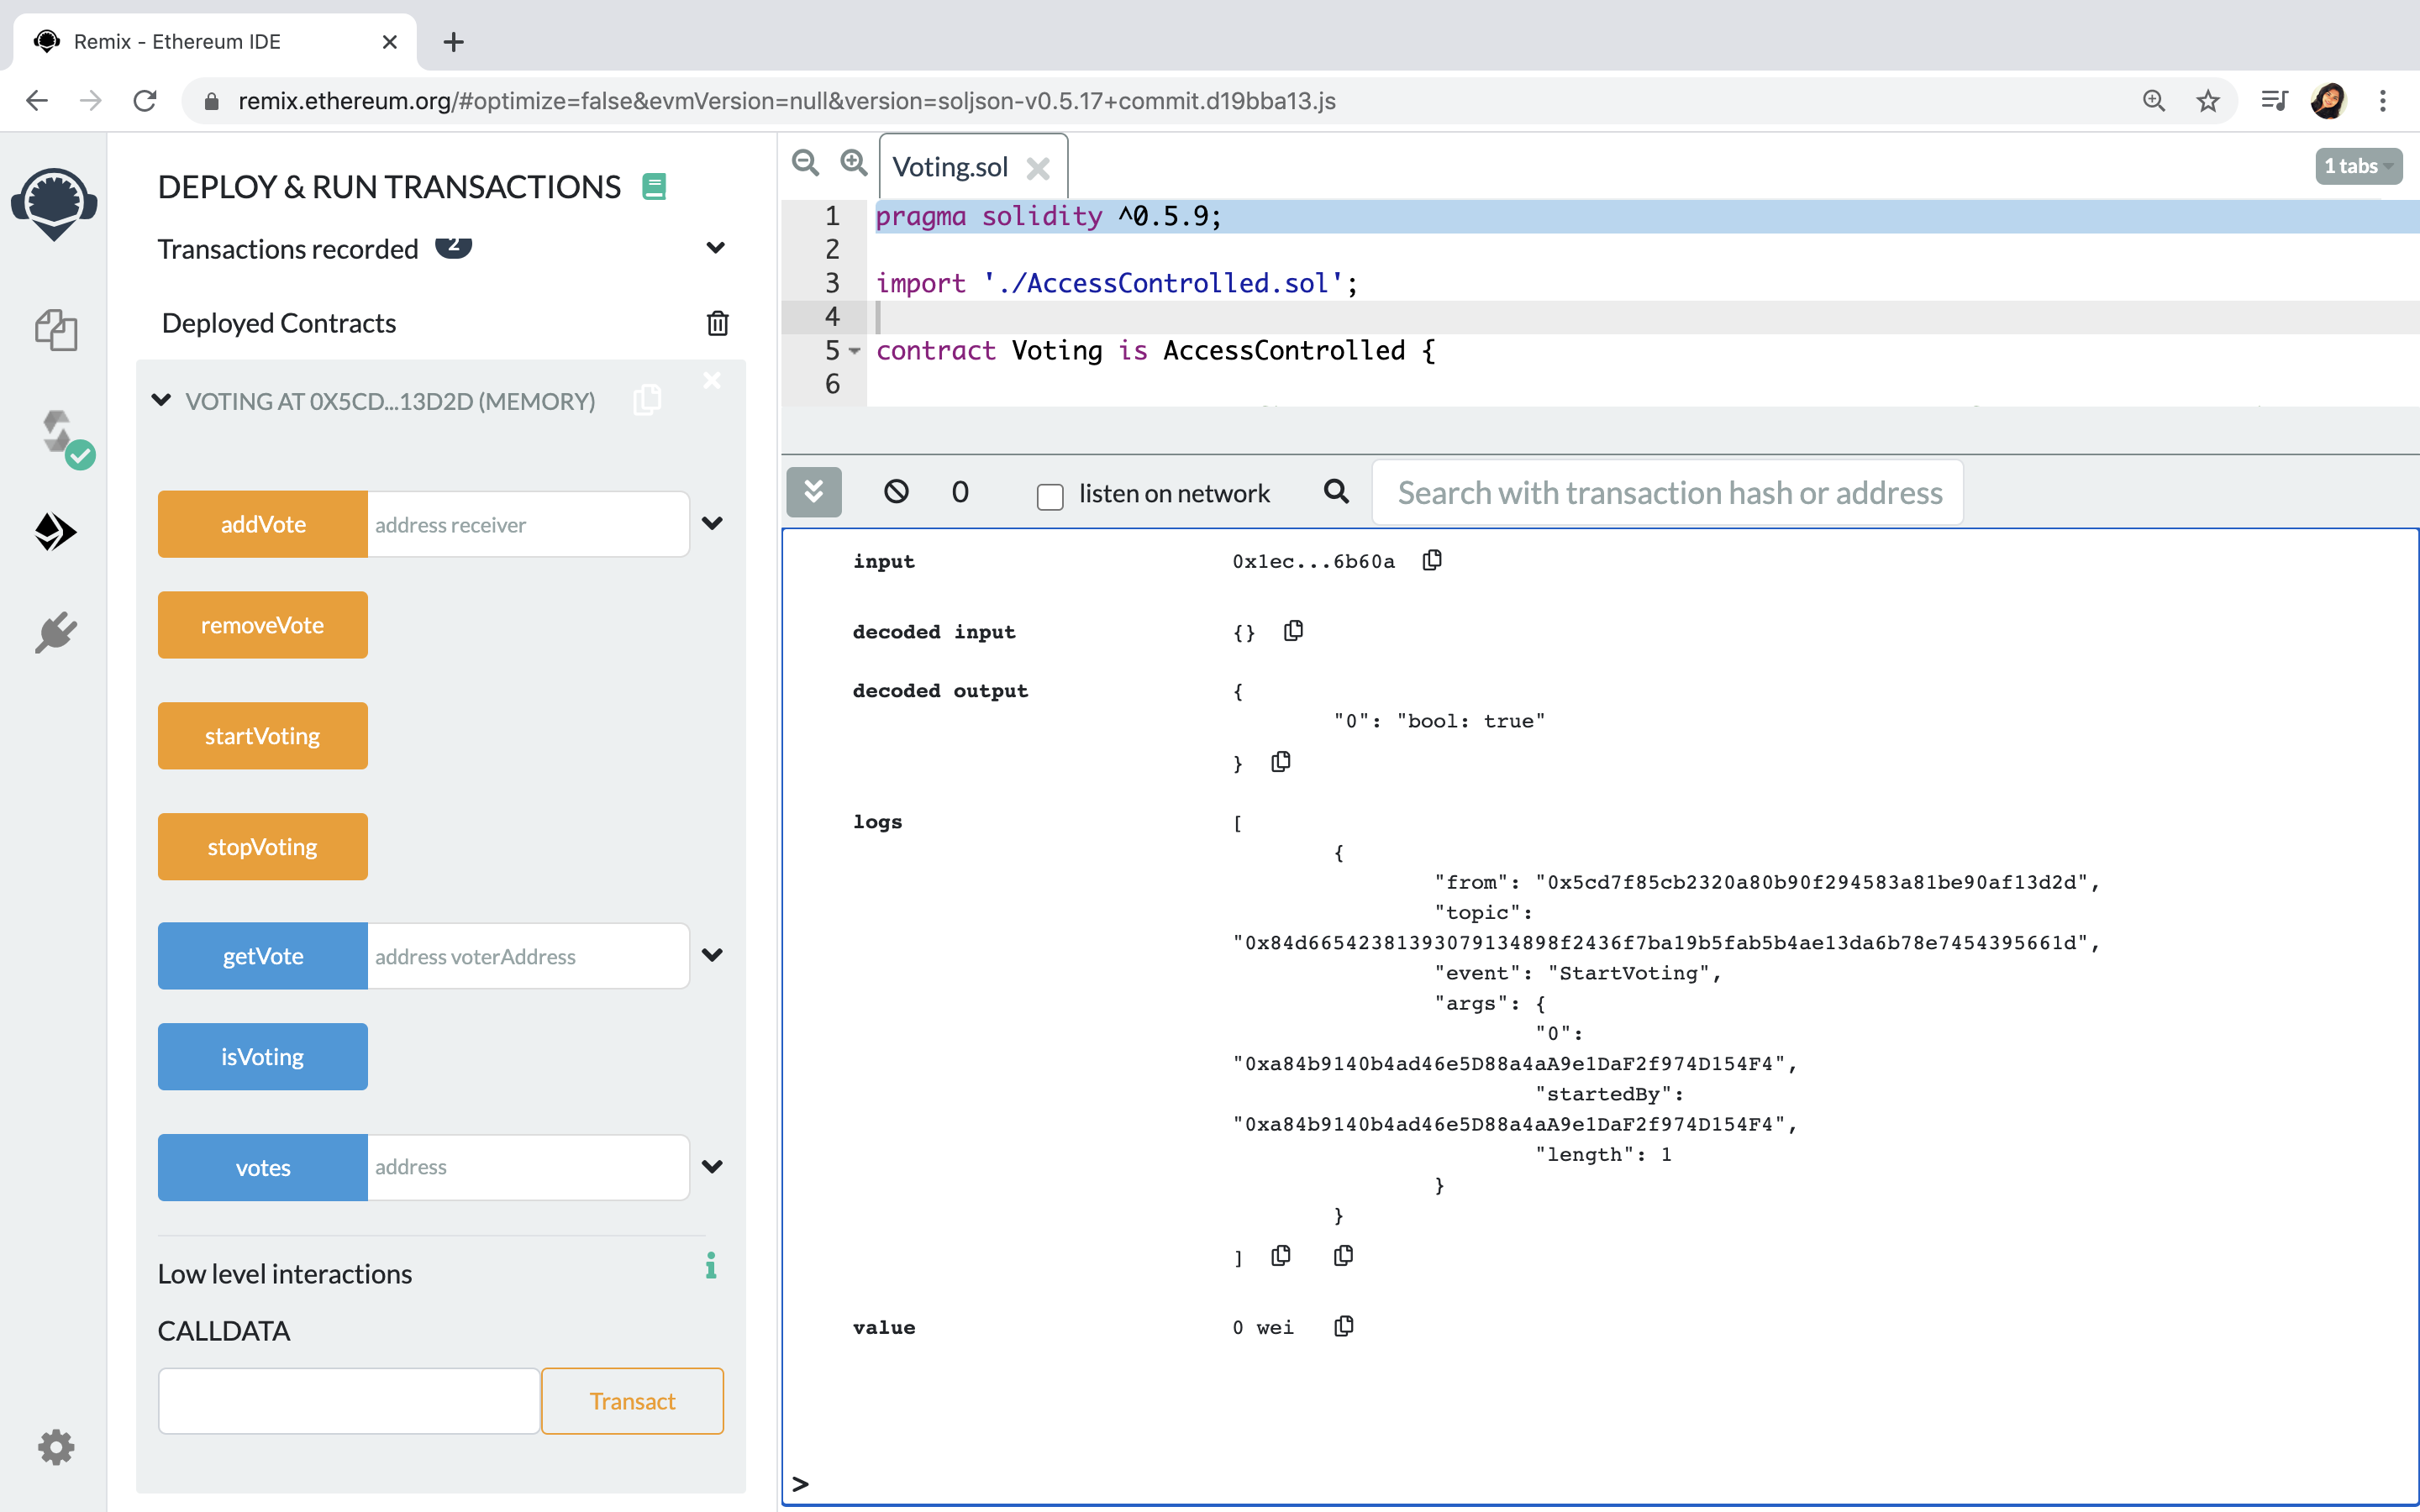 Remix - Ethereum IDE
remix.ethereum.org/#optimize=false&evmVersion=null&version=soljson-v0.5.17+commit.d19bba13.js
DEPLOY & RUN TRANSACTIONS
Transactions recorded 2
Deployed Contracts
VOTING AT 0X5CD...13D2D (MEMORY)
addVote address receiver
removeVote
startVoting
stopVoting
getVote address voterAddress
isVoting
votes address
Low level interactions
CALLDATA
Transact
Voting.sol
1 tabs
1 pragma solidity ^0.5.9;
2
3 import './AccessControlled.sol';
4
5 contract Voting is AccessControlled {
6
0 listen on network Search with transaction hash or address
input 0x1ec...6b60a
decoded input {}
decoded output {
"0": "bool: true"
}
logs [
{
"from": "0x5cd7f85cb2320a80b90f294583a81be90af13d2d",
"topic":
"0x84d66542381393079134898f2436f7ba19b5fab5b4ae13da6b78e7454395661d",
"event": "StartVoting",
"args": {
"0":
"0xa84b9140b4ad46e5D88a4aA9e1DaF2f974D154F4",
"startedBy":
"0xa84b9140b4ad46e5D88a4aA9e1DaF2f974D154F4",
"length": 1
}
}
]
value 0 wei
>